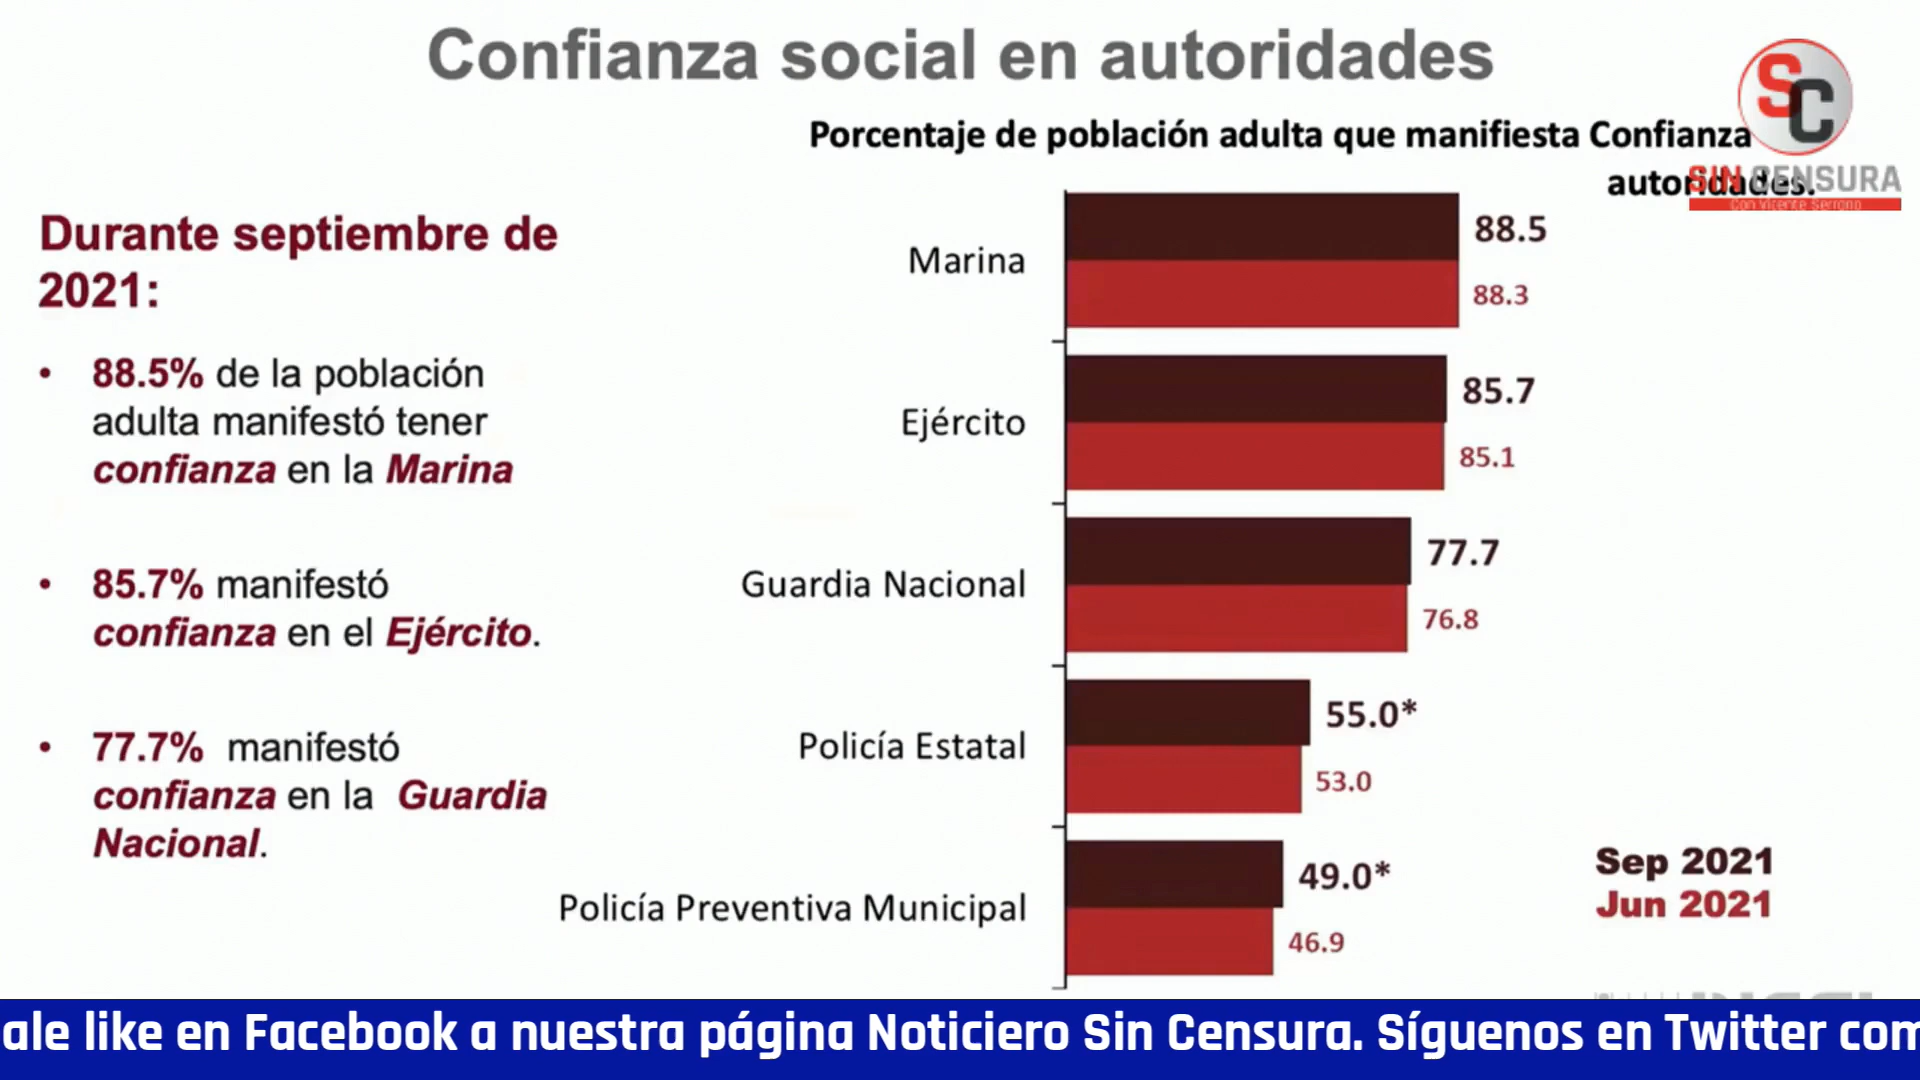 Confianza social en autoridades
Porcentaje de población adulta que manifiesta Confianza
autoridades.
SC
SIN CENSURA
Con Vicente Serrano
Durante septiembre de
2021:
• 88.5% de la población
adulta manifestó tener
confianza en la Marina
• 85.7% manifestó
confianza en el Ejército.
• 77.7% manifestó
confianza en la Guardia
Nacional.
Marina
88.5
88.3
Ejército
85.7
85.1
Guardia Nacional
77.7
76.8
Policía Estatal
55.0*
53.0
Policía Preventiva Municipal
49.0*
46.9
Sep 2021
Jun 2021
ale like en Facebook a nuestra página Noticiero Sin Censura. Síguenos en Twitter com